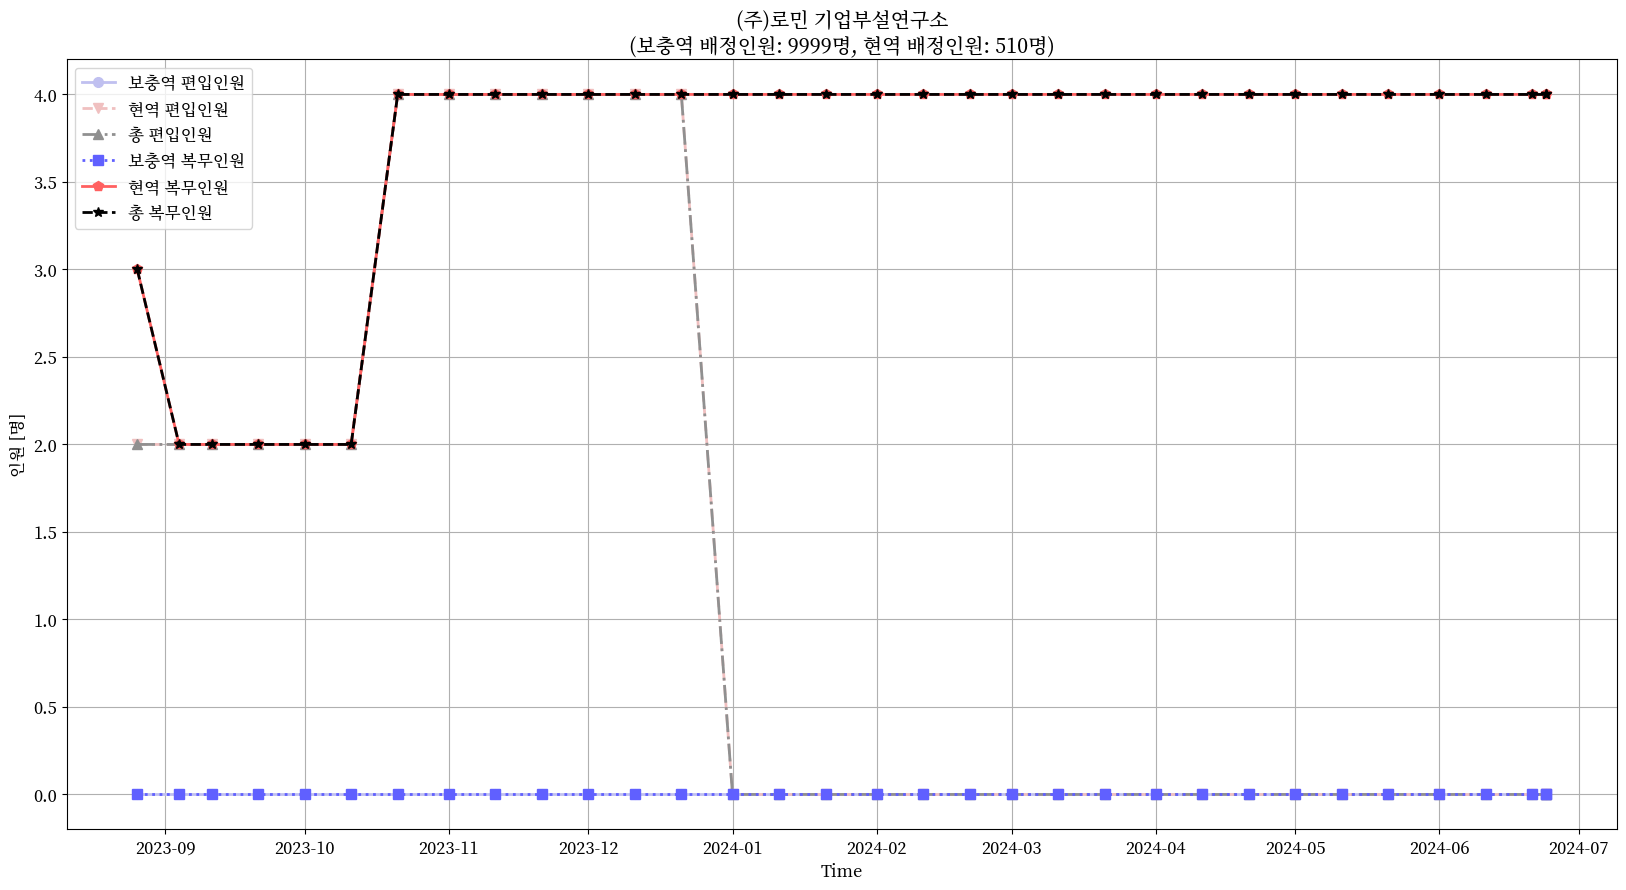 (주)로민 기업부설연구소
(보충역 배정인원: 9999명, 현역 배정인원: 510명)
보충역 편입인원
현역 편입인원
총 편입인원
보충역 복무인원
현역 복무인원
총 복무인원
4.0
3.5
3.0
2.5
2.0
1.5
1.0
0.5
0.0
인원 [명]
2023-09 2023-10 2023-11 2023-12 2024-01 2024-02 2024-03 2024-04 2024-05 2024-06 2024-07
Time